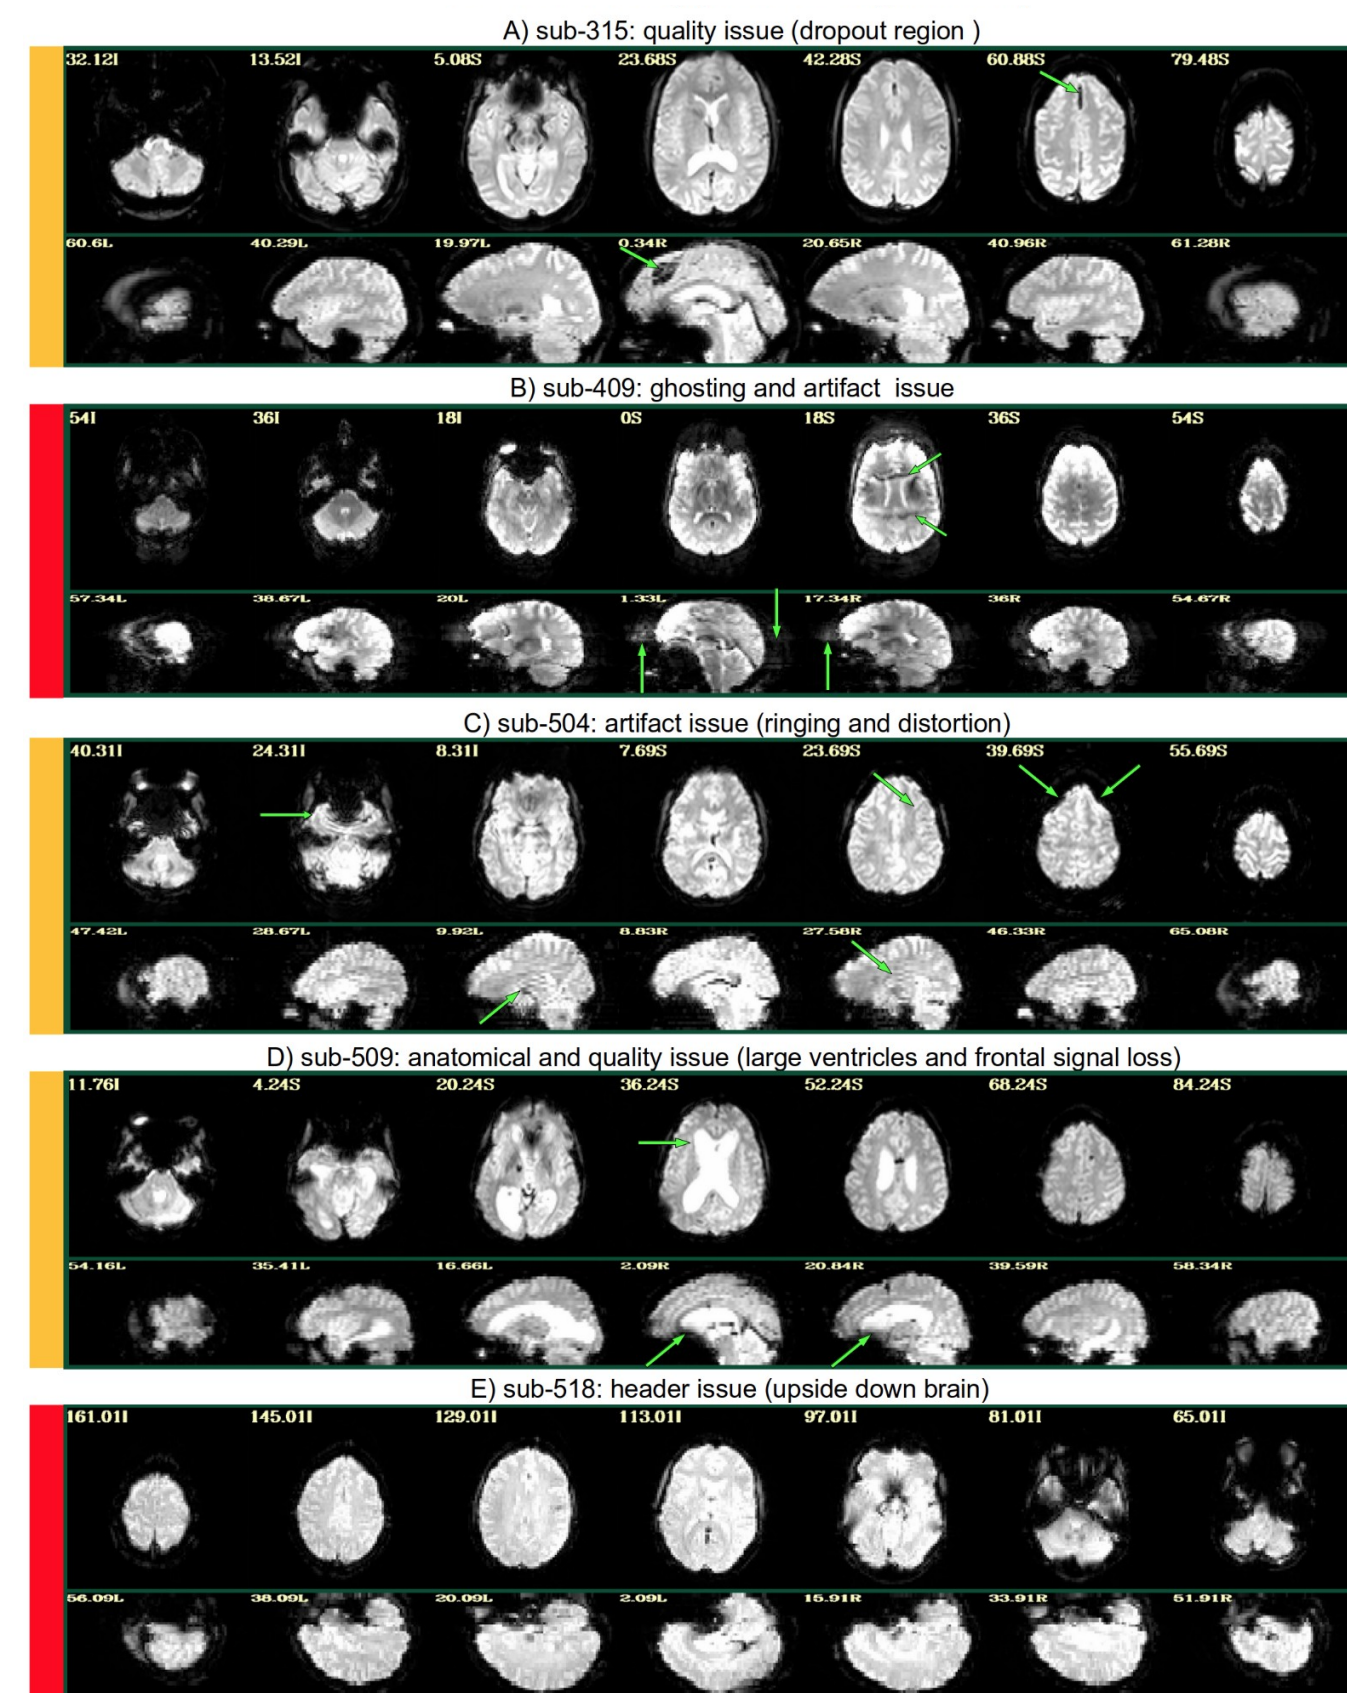 A) sub-315: quality issue (dropout region )
32.12I 13.52I 5.08S 23.68S 42.28S 60.88S 79.48S
60.6L 40.29L 19.97L 0.34R 20.65R 40.96R 61.28R
B) sub-409: ghosting and artifact issue
54I 36I 18I 0S 18S 36S 54S
57.34L 38.67L 20L 1.33L 17.34R 36R 54.67R
C) sub-504: artifact issue (ringing and distortion)
40.31I 24.31I 8.31I 7.69S 23.69S 39.69S 55.69S
47.42L 28.67L 9.92L 8.83R 27.58R 46.33R 65.08R
D) sub-509: anatomical and quality issue (large ventricles and frontal signal loss)
11.76I 4.24S 20.24S 36.24S 52.24S 68.24S 84.24S
54.16L 35.41L 16.66L 2.09R 20.84R 39.59R 58.34R
E) sub-518: header issue (upside down brain)
161.01I 145.01I 129.01I 113.01I 97.01I 81.01I 65.01I
56.09L 38.09L 20.09L 2.09L 15.91R 33.91R 51.91R